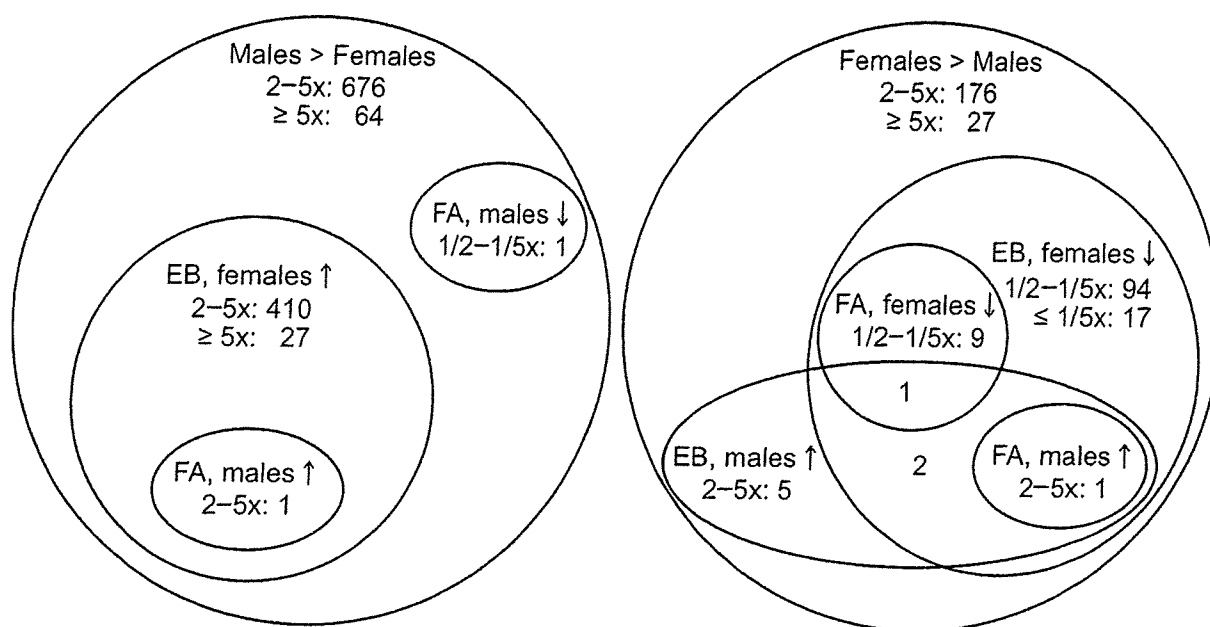 Males > Females
2–5x: 676
≥ 5x: 64
FA, males ↓
1/2–1/5x: 1
EB, females ↑
2–5x: 410
≥ 5x: 27
FA, males ↑
2–5x: 1
Females > Males
2–5x: 176
≥ 5x: 27
EB, females ↓
1/2–1/5x: 94
≤ 1/5x: 17
FA, females ↓
1/2–1/5x: 9
1
EB, males ↑
2–5x: 5
2
FA, males ↑
2–5x: 1